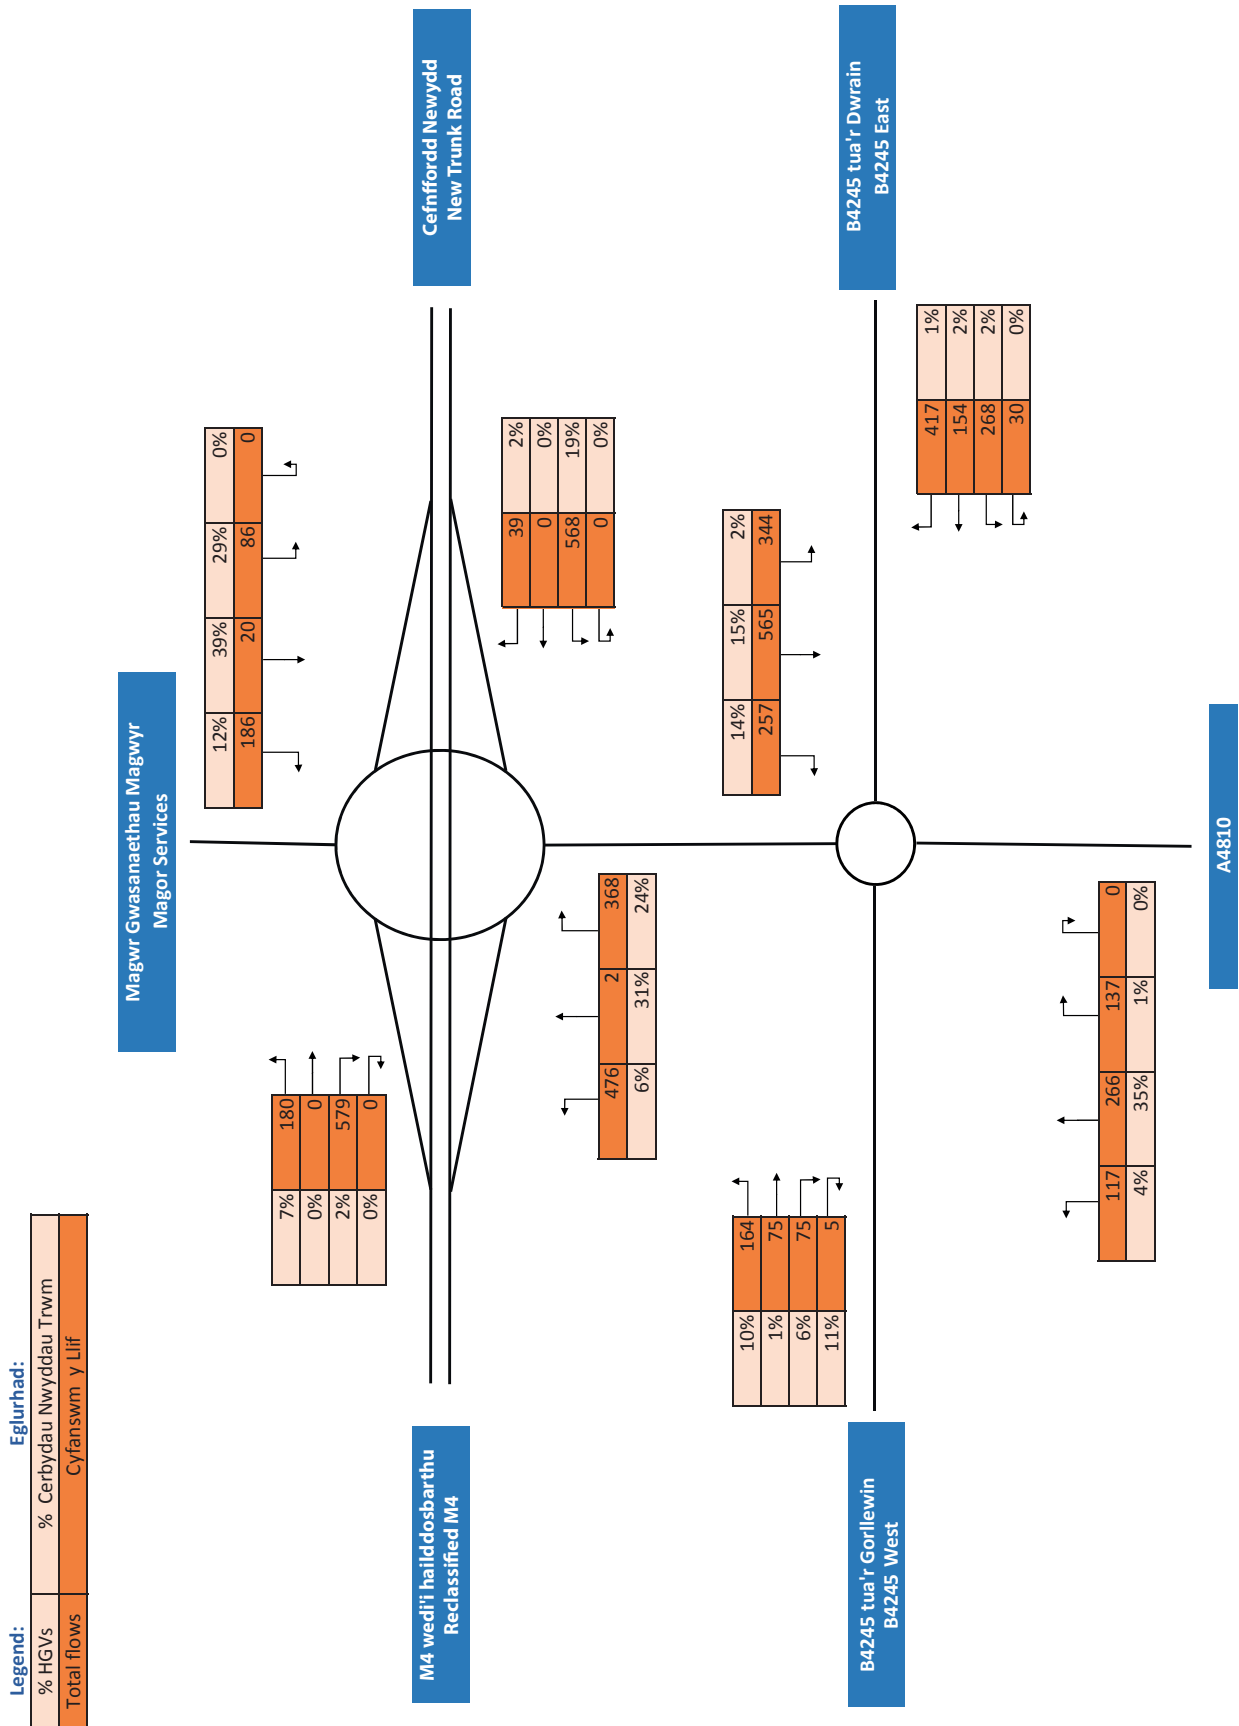 Legend: Eglurhad:
% HGVs % Cerbydau Nwyddau Trwm
Total flows Cyfanswm y Llif
Magwr Gwasanaethau Magwyr
Magor Services
12% 39% 29% 0%
186 20 86 0
7% 180
0% 0
2% 579
0% 0
M4 wedi'i hailddosbarthu
Reclassified M4
Cefnffordd Newydd
New Trunk Road
39 2%
0 0%
568 19%
0 0%
476 2 368
6% 31% 24%
14% 15% 2%
257 565 344
10% 164
1% 75
6% 75
11% 5
B4245 tua'r Gorllewin
B4245 West
B4245 tua'r Dwrain
B4245 East
417 1%
154 2%
268 2%
30 0%
117 266 137 0
4% 35% 1% 0%
A4810